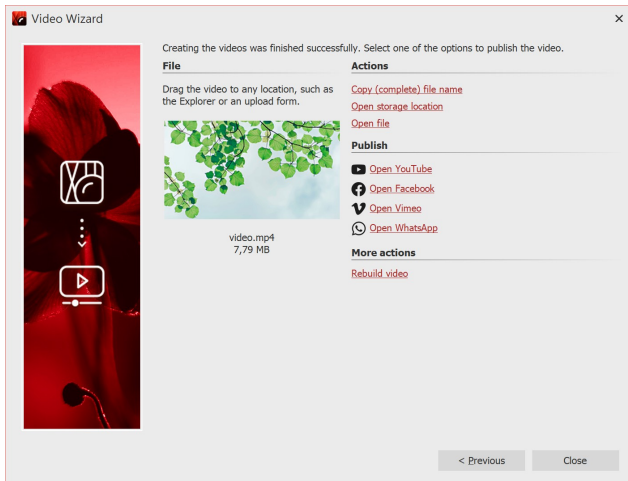 Video Wizard
Creating the videos was finished successfully. Select one of the options to publish the video.
File
Drag the video to any location, such as
the Explorer or an upload form.
video.mp4
7,79 MB
Actions
Copy (complete) file name
Open storage location
Open file
Publish
Open YouTube
Open Facebook
Open Vimeo
Open WhatsApp
More actions
Rebuild video
< Previous
Close